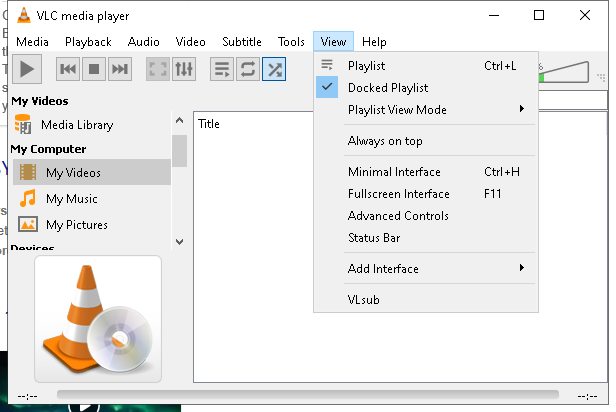 VLC media player
Media Playback Audio Video Subtitle Tools View Help
My Videos
Media Library
My Computer
My Videos
My Music
My Pictures
Devices
Title
Playlist Ctrl+L
Docked Playlist
Playlist View Mode
Always on top
Minimal Interface Ctrl+H
Fullscreen Interface F11
Advanced Controls
Status Bar
Add Interface
VLsub
%
--:-- --:--